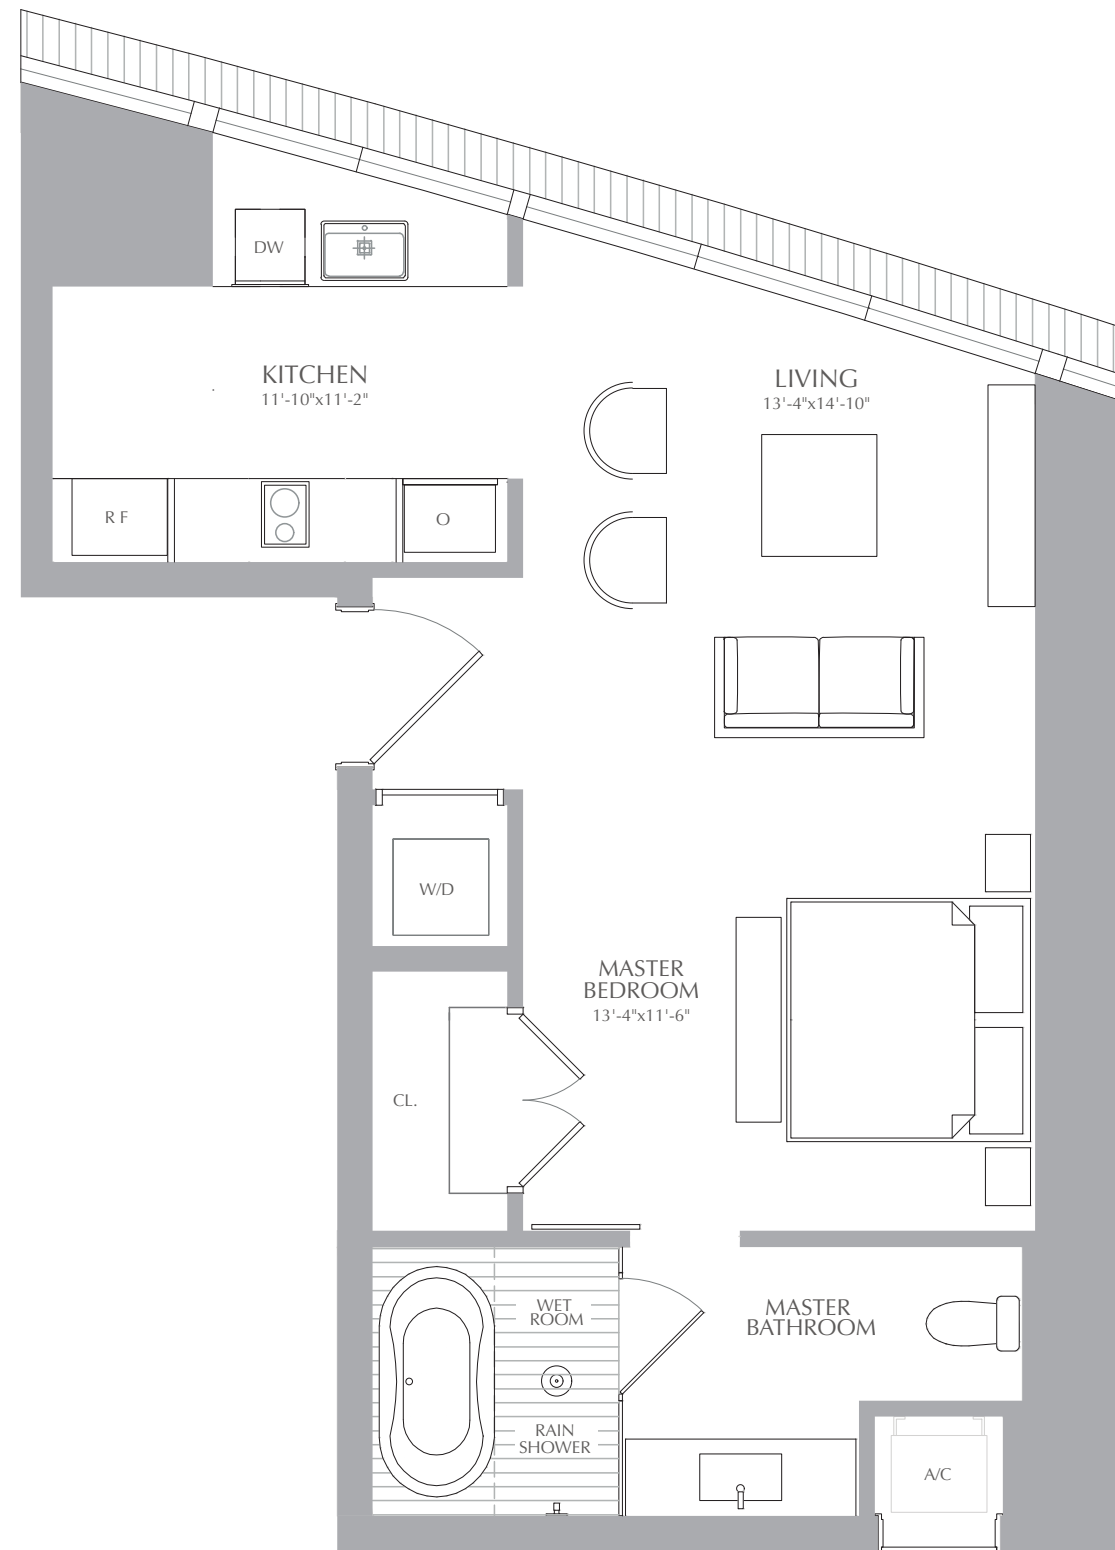 DW
KITCHEN
11'-10"x11'-2"
LIVING
13'-4"x14'-10"
R F
O
W/D
MASTER
BEDROOM
13'-4"x11'-6"
CL.
WET
ROOM
MASTER
BATHROOM
RAIN
SHOWER
A/C